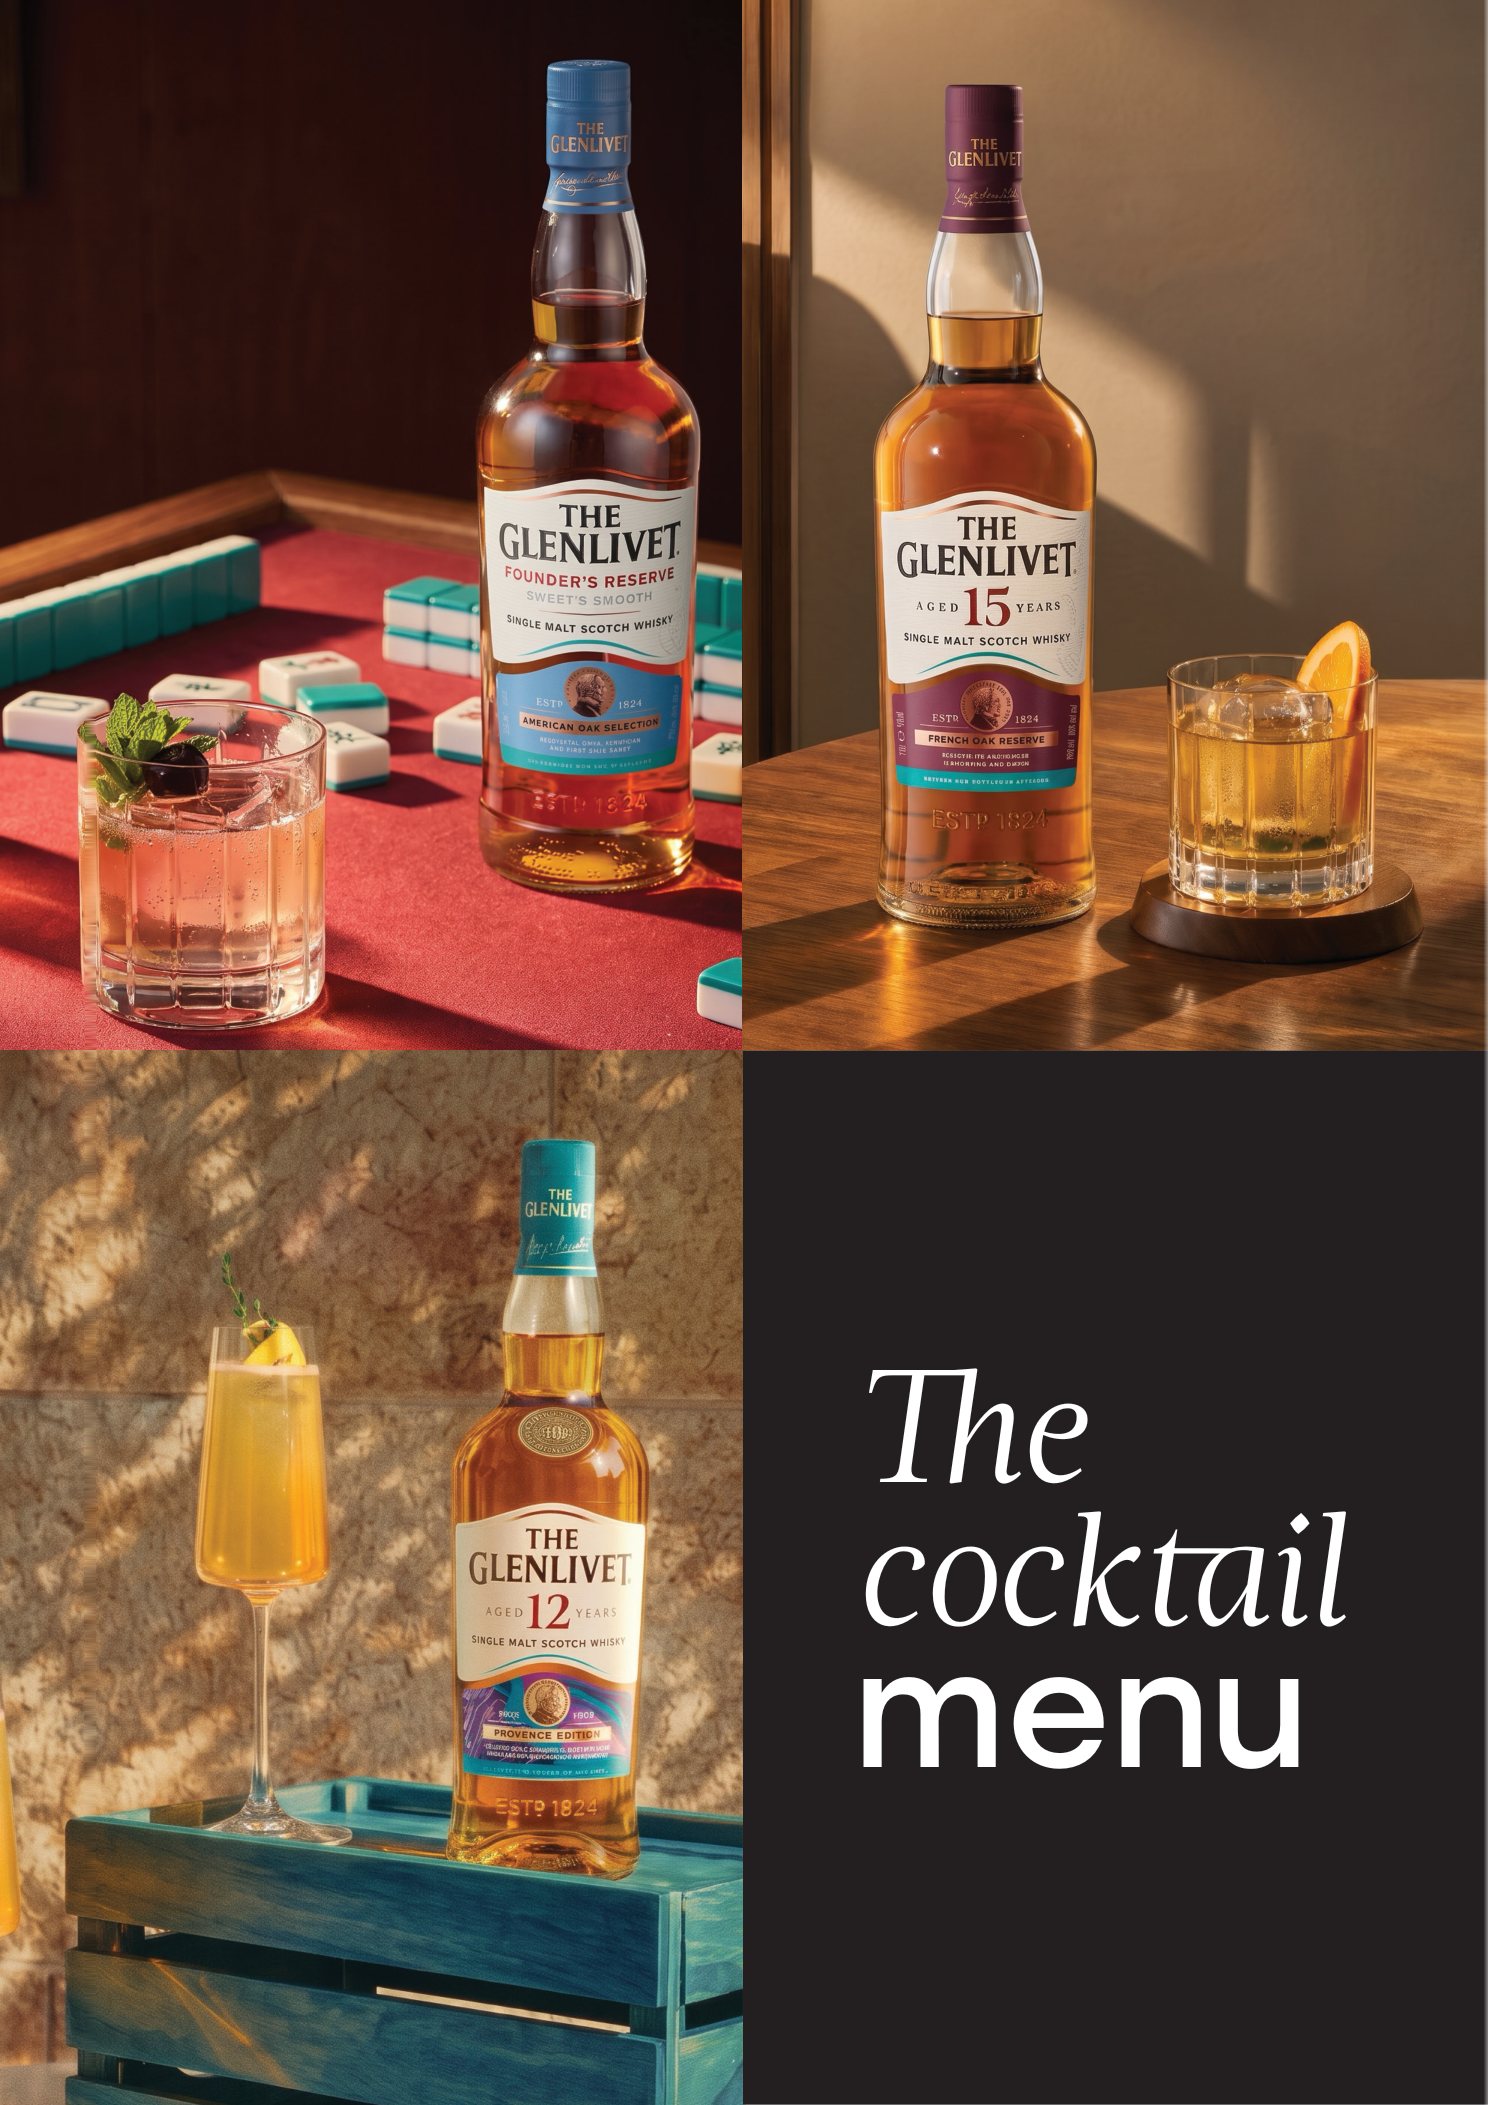 THE
GLENLIVET
THE
GLENLIVET.
FOUNDER'S RESERVE
SWEET'S SMOOTH
SINGLE MALT SCOTCH WHISKY
ESTD 1824
AMERICAN OAK SELECTION
ESTD 1824
THE
GLENLIVET
THE
GLENLIVET
AGED 15 YEARS
SINGLE MALT SCOTCH WHISKY
ESTD 1824
FRENCH OAK RESERVE
ESTD 1824
THE
GLENLIVET
THE
GLENLIVET
AGED 12 YEARS
SINGLE MALT SCOTCH WHISKY
PROVENCE EDITION
ESTD 1824
The
cocktail
menu